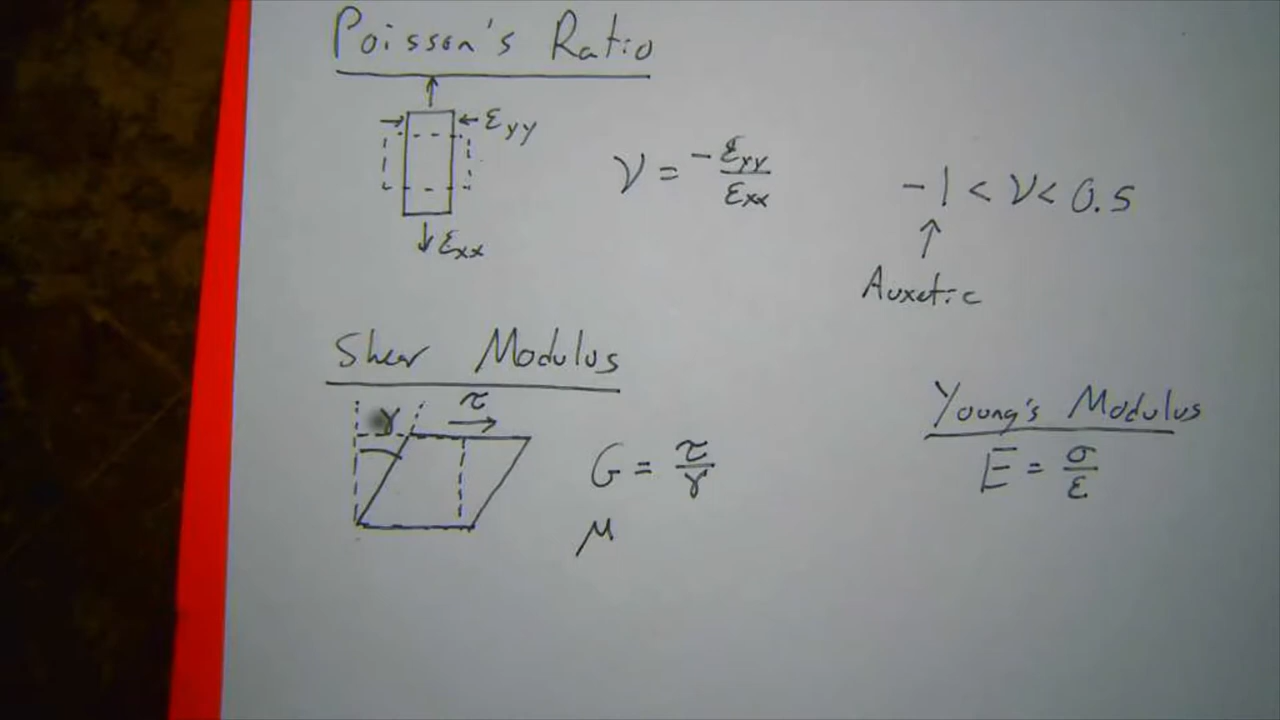 Poisson's Ratio
→ ← εyy
ν = -εyy/εxx
-1 < ν < 0.5
↑
Auxetic
↓ εxx
Shear Modulus
γ τ
G = τ/γ
μ
Young's Modulus
E = σ/ε